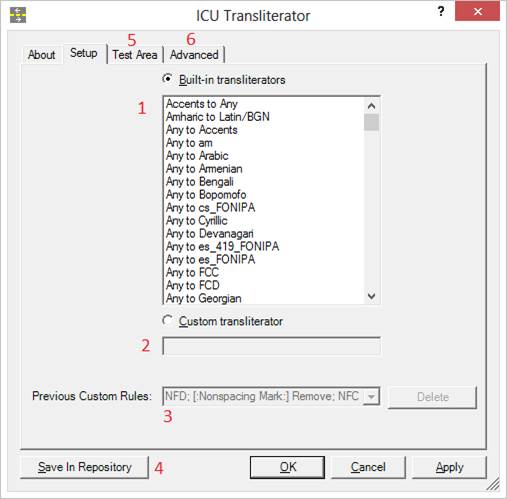 ICU Transliterator
?
5
6
About
Setup
Test Area
Advanced
Built-in transliterators
1
Accents to Any
Amharic to Latin/BGN
Any to Accents
Any to am
Any to Arabic
Any to Armenian
Any to Bengali
Any to Bopomofo
Any to cs_FONIPA
Any to Cyrillic
Any to Devanagari
Any to es_419_FONIPA
Any to es_FONIPA
Any to FCC
Any to FCD
Any to Georgian
Custom transliterator
2
Previous Custom Rules:
NFD; [:Nonspacing Mark:] Remove; NFC
Delete
3
Save In Repository
4
OK
Cancel
Apply